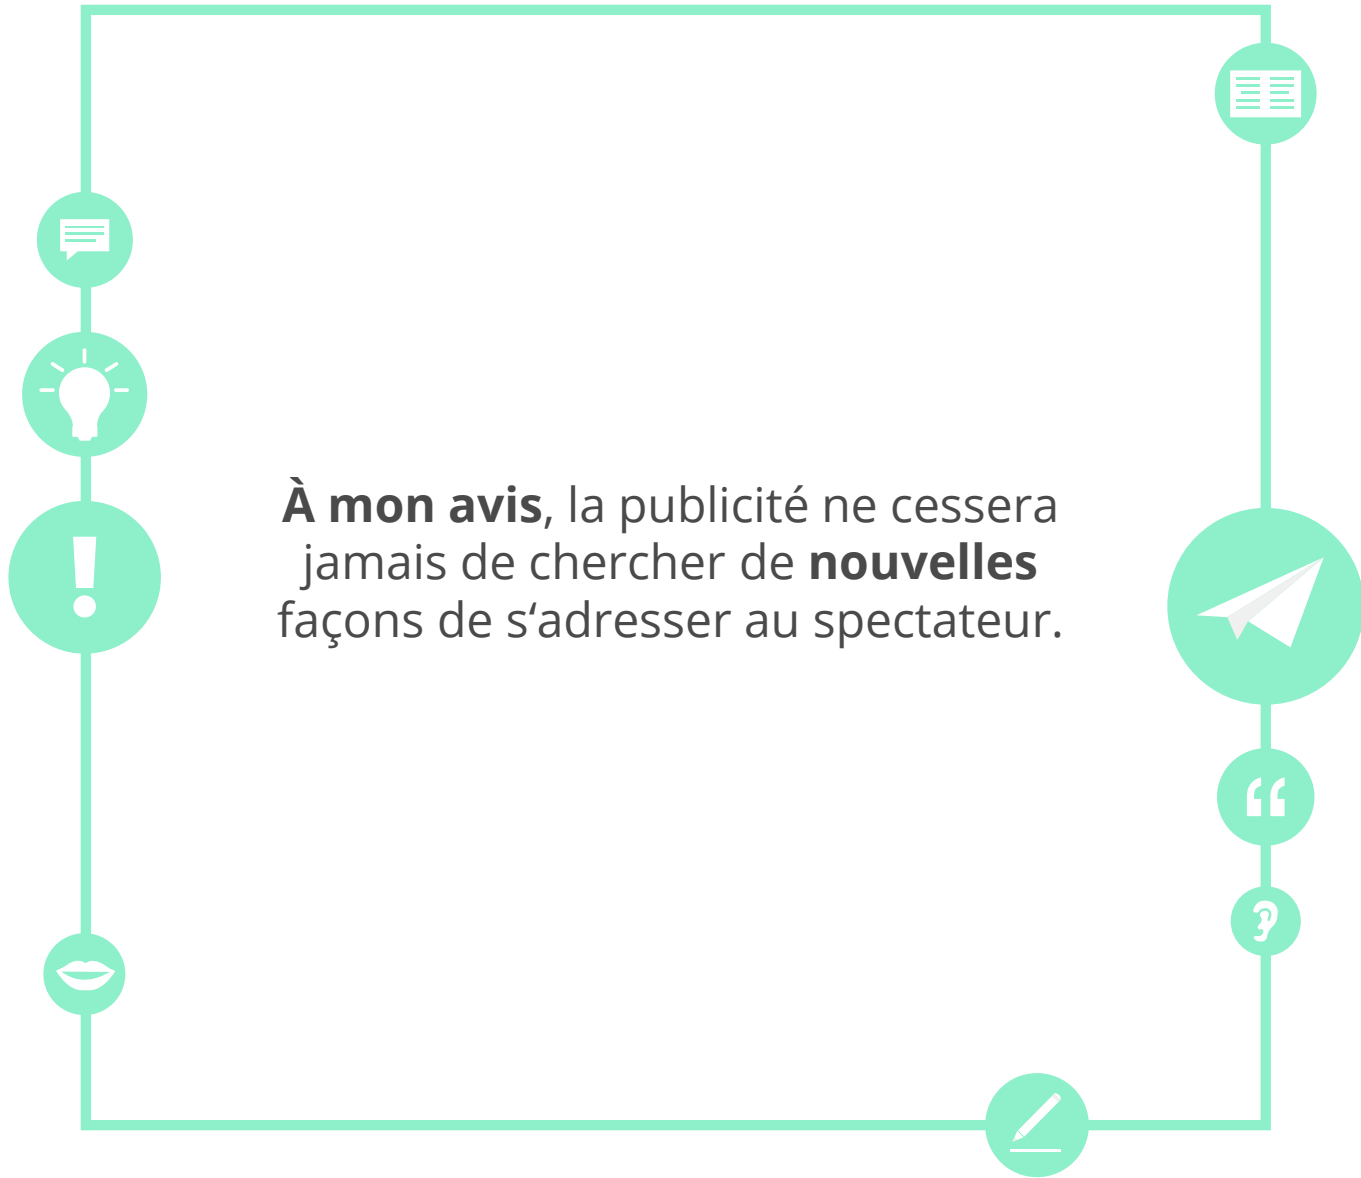 À mon avis, la publicité ne cessera
jamais de chercher de nouvelles
façons de s‘adresser au spectateur.